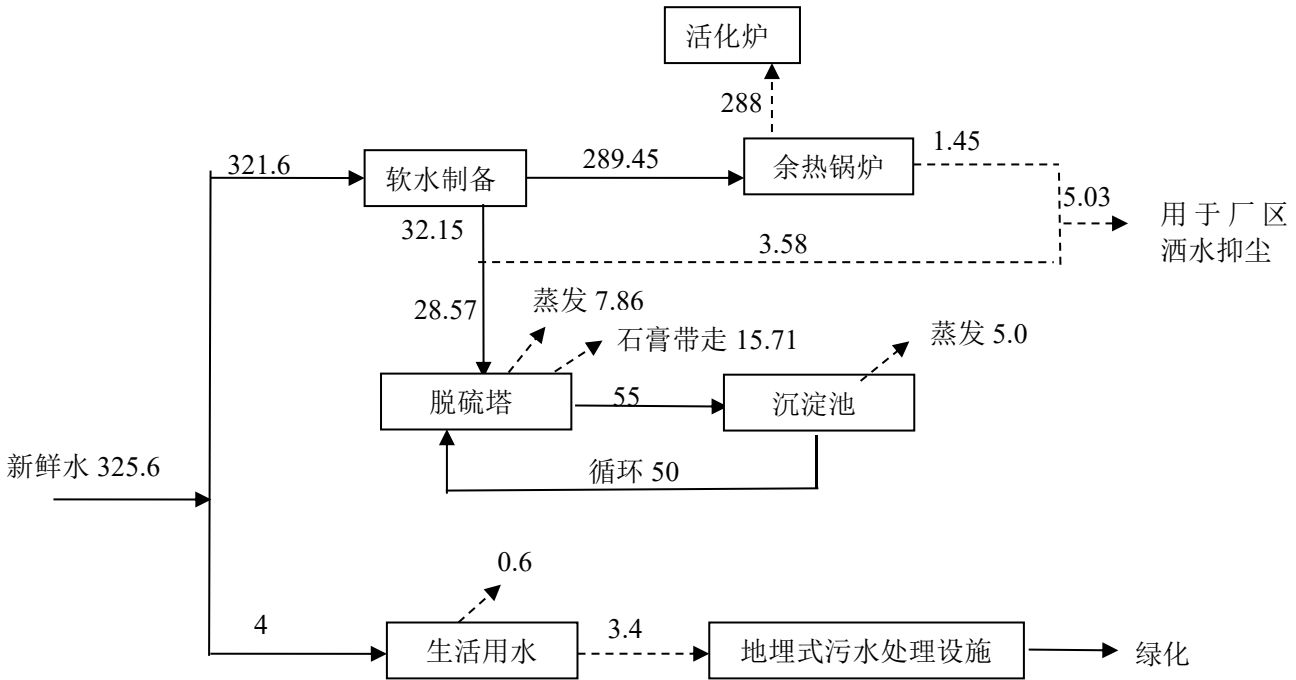 活化炉
288
321.6
软水制备
289.45
余热锅炉
1.45
5.03
用于厂区
洒水抑尘
32.15
3.58
28.57
蒸发 7.86
石膏带走 15.71
蒸发 5.0
脱硫塔
55
沉淀池
循环 50
新鲜水 325.6
0.6
4
生活用水
3.4
地埋式污水处理设施
绿化